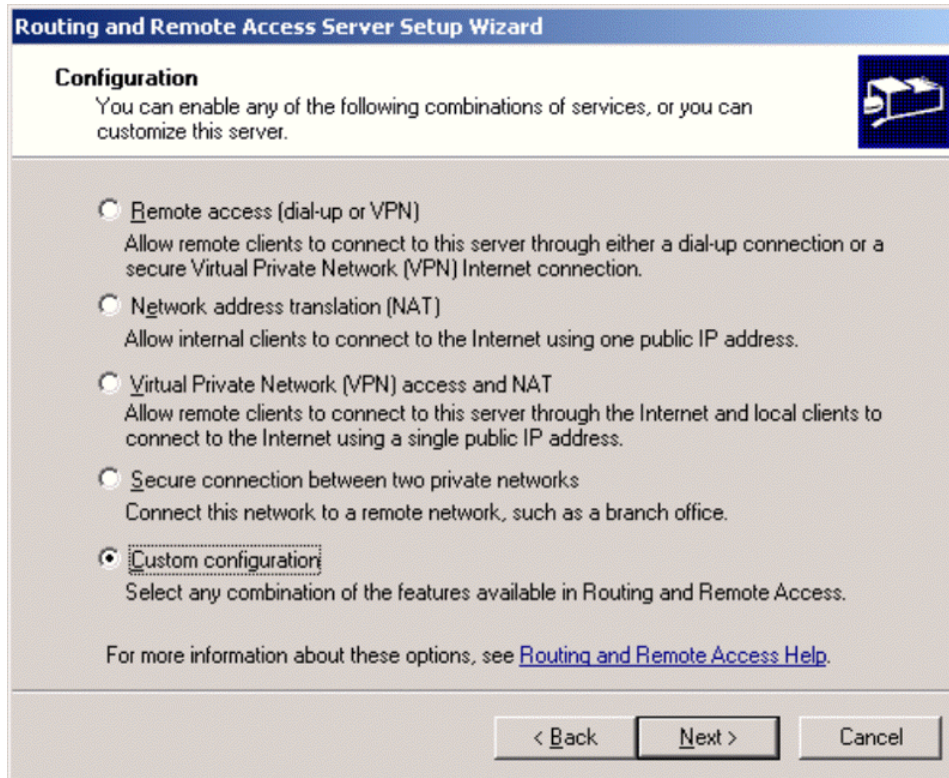 Routing and Remote Access Server Setup Wizard
Configuration
You can enable any of the following combinations of services, or you can
customize this server.
Remote access (dial-up or VPN)
Allow remote clients to connect to this server through either a dial-up connection or a
secure Virtual Private Network (VPN) Internet connection.
Network address translation (NAT)
Allow internal clients to connect to the Internet using one public IP address.
Virtual Private Network (VPN) access and NAT
Allow remote clients to connect to this server through the Internet and local clients to
connect to the Internet using a single public IP address.
Secure connection between two private networks
Connect this network to a remote network, such as a branch office.
Custom configuration
Select any combination of the features available in Routing and Remote Access.
For more information about these options, see Routing and Remote Access Help.
< Back Next > Cancel